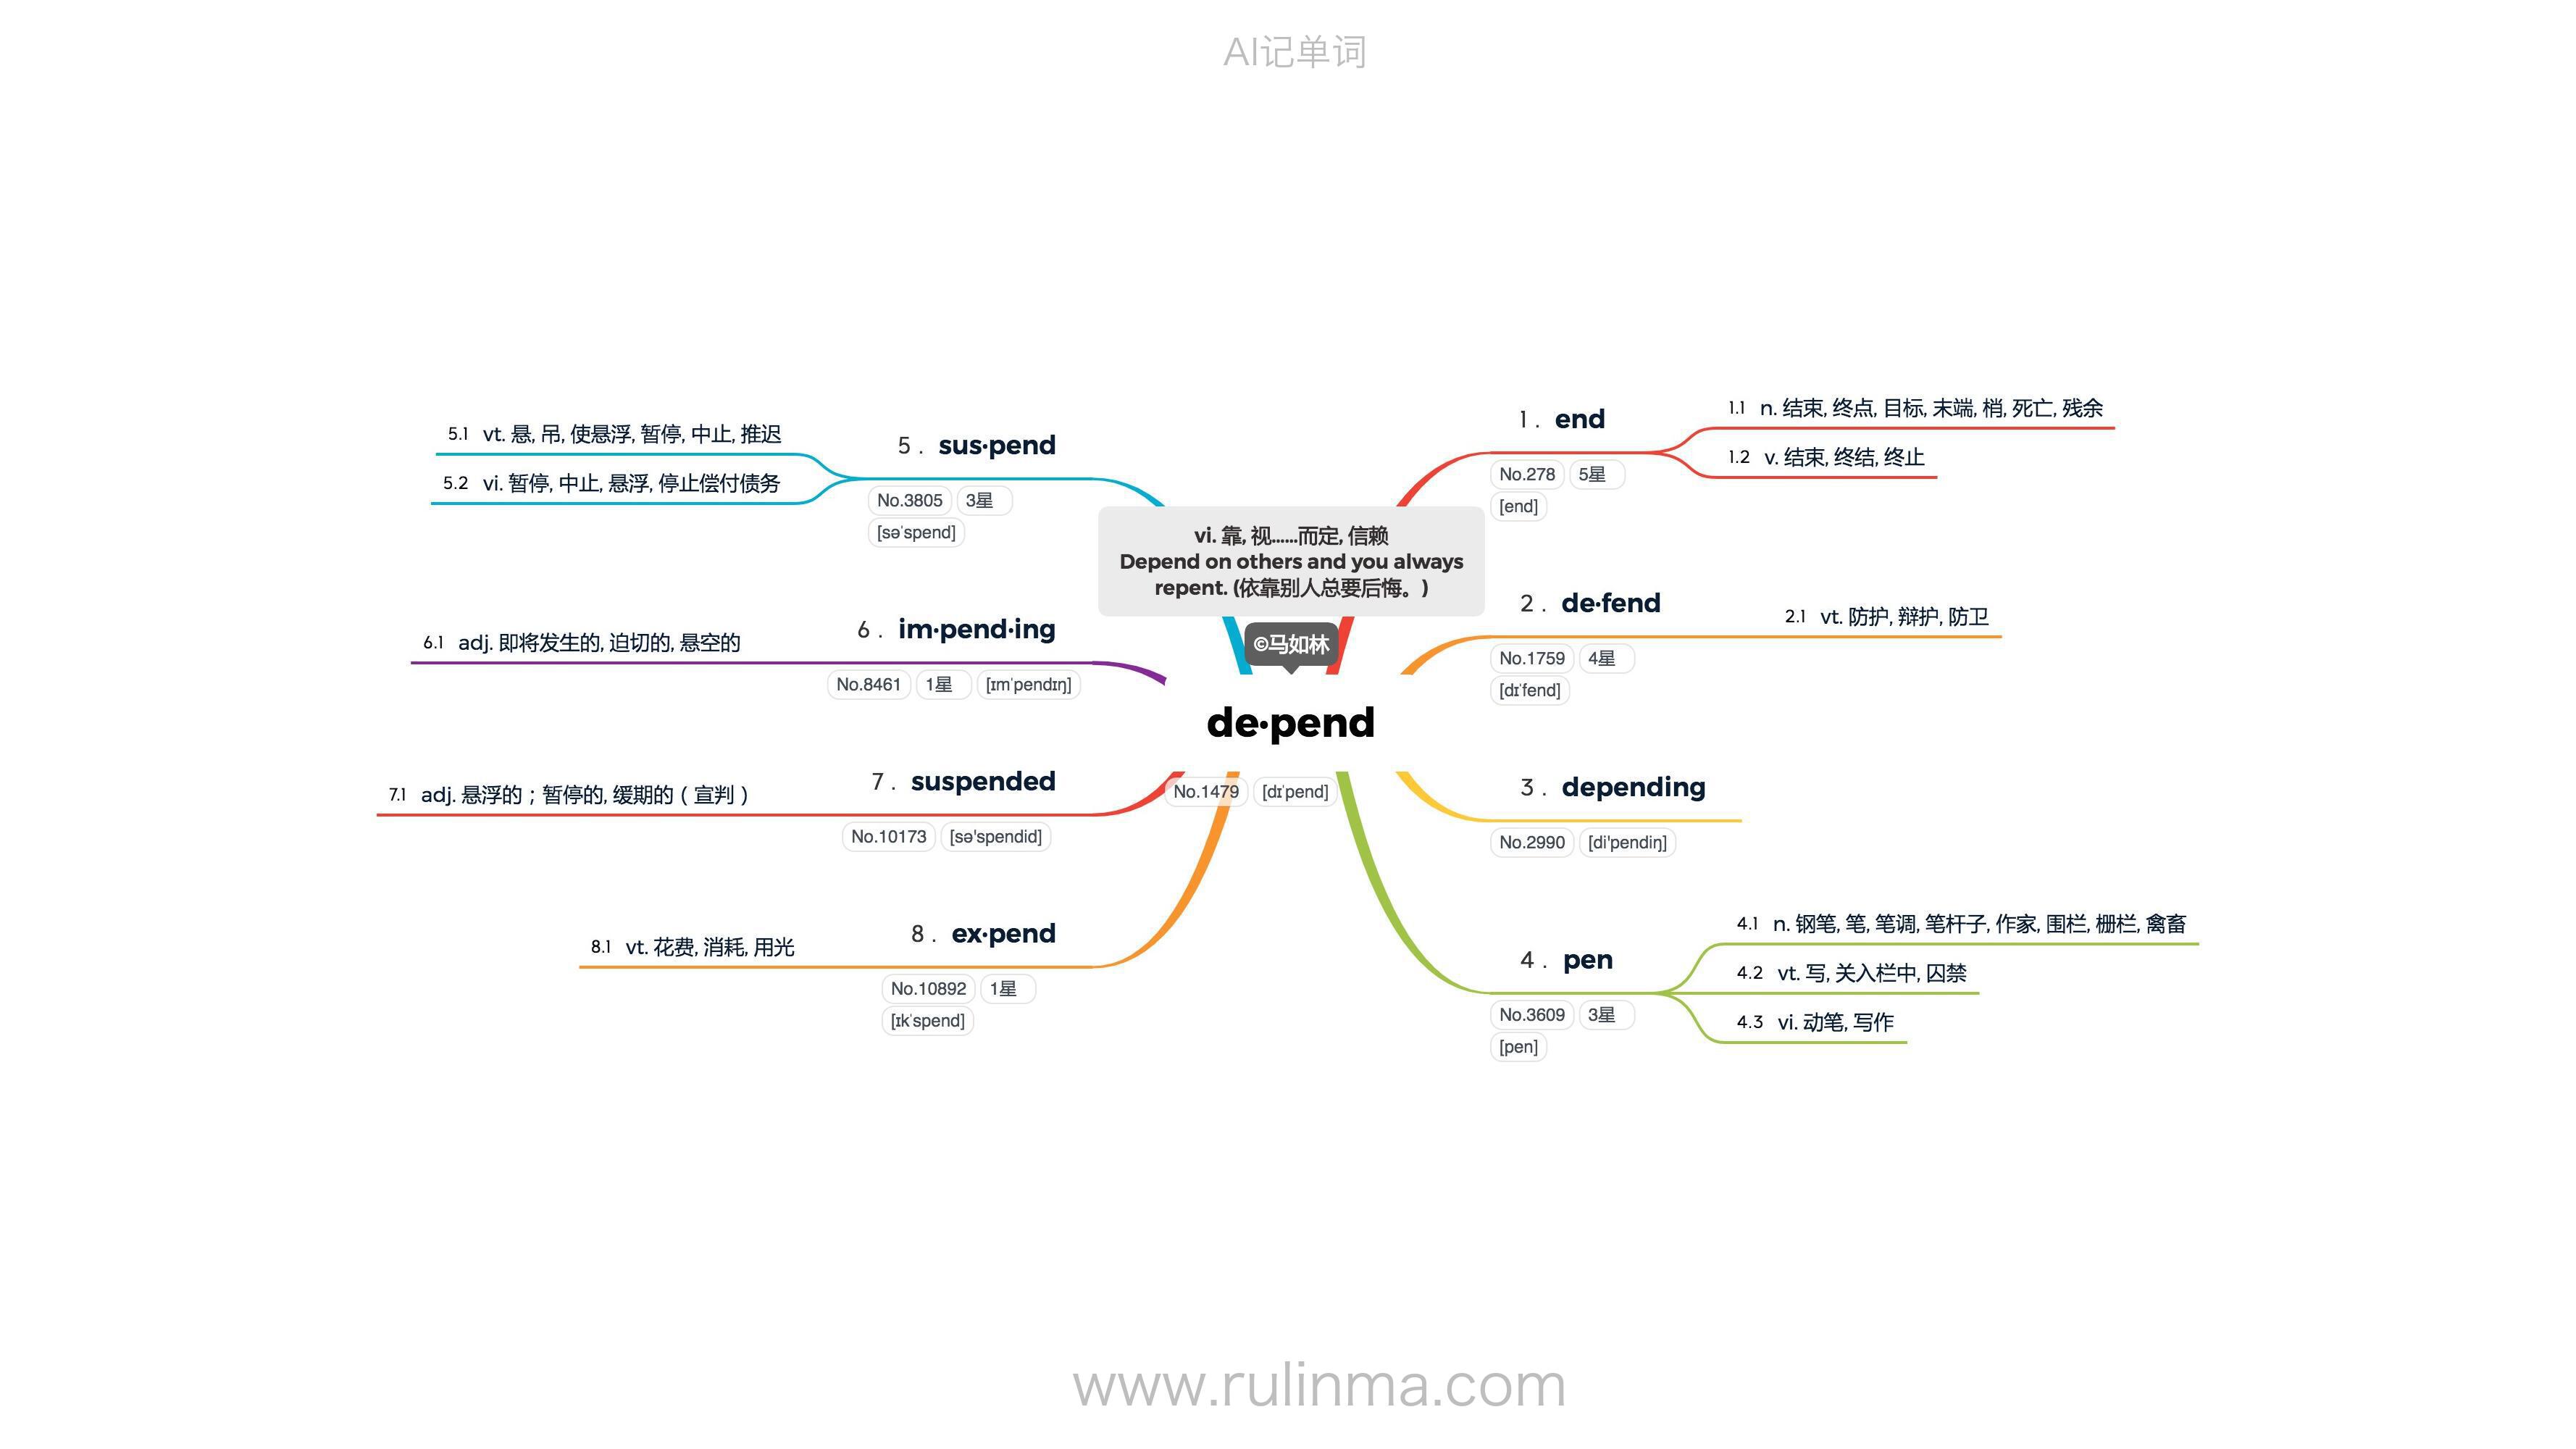 AI记单词
vi. 靠, 视……而定, 信赖
Depend on others and you always
repent. (依靠别人总要后悔。)
©马如林
de·pend
No.1479 [dɪˈpend]
1. end
No.278 5星
[end]
1.1 n. 结束, 终点, 目标, 末端, 梢, 死亡, 残余
1.2 v. 结束, 终结, 终止
2. de·fend
No.1759 4星
[dɪˈfend]
2.1 vt. 防护, 辩护, 防卫
3. depending
No.2990 [di'pendiŋ]
4. pen
No.3609 3星
[pen]
4.1 n. 钢笔, 笔, 笔调, 笔杆子, 作家, 围栏, 栅栏, 禽畜
4.2 vt. 写, 关入栏中, 囚禁
4.3 vi. 动笔, 写作
5. sus·pend
No.3805 3星
[səˈspend]
5.1 vt. 悬, 吊, 使悬浮, 暂停, 中止, 推迟
5.2 vi. 暂停, 中止, 悬浮, 停止偿付债务
6. im·pend·ing
No.8461 1星 [ɪmˈpendɪŋ]
6.1 adj. 即将发生的, 迫切的, 悬空的
7. suspended
No.10173 [sə'spendid]
7.1 adj. 悬浮的；暂停的, 缓期的（宣判）
8. ex·pend
No.10892 1星
[ɪkˈspend]
8.1 vt. 花费, 消耗, 用光
www.rulinma.com